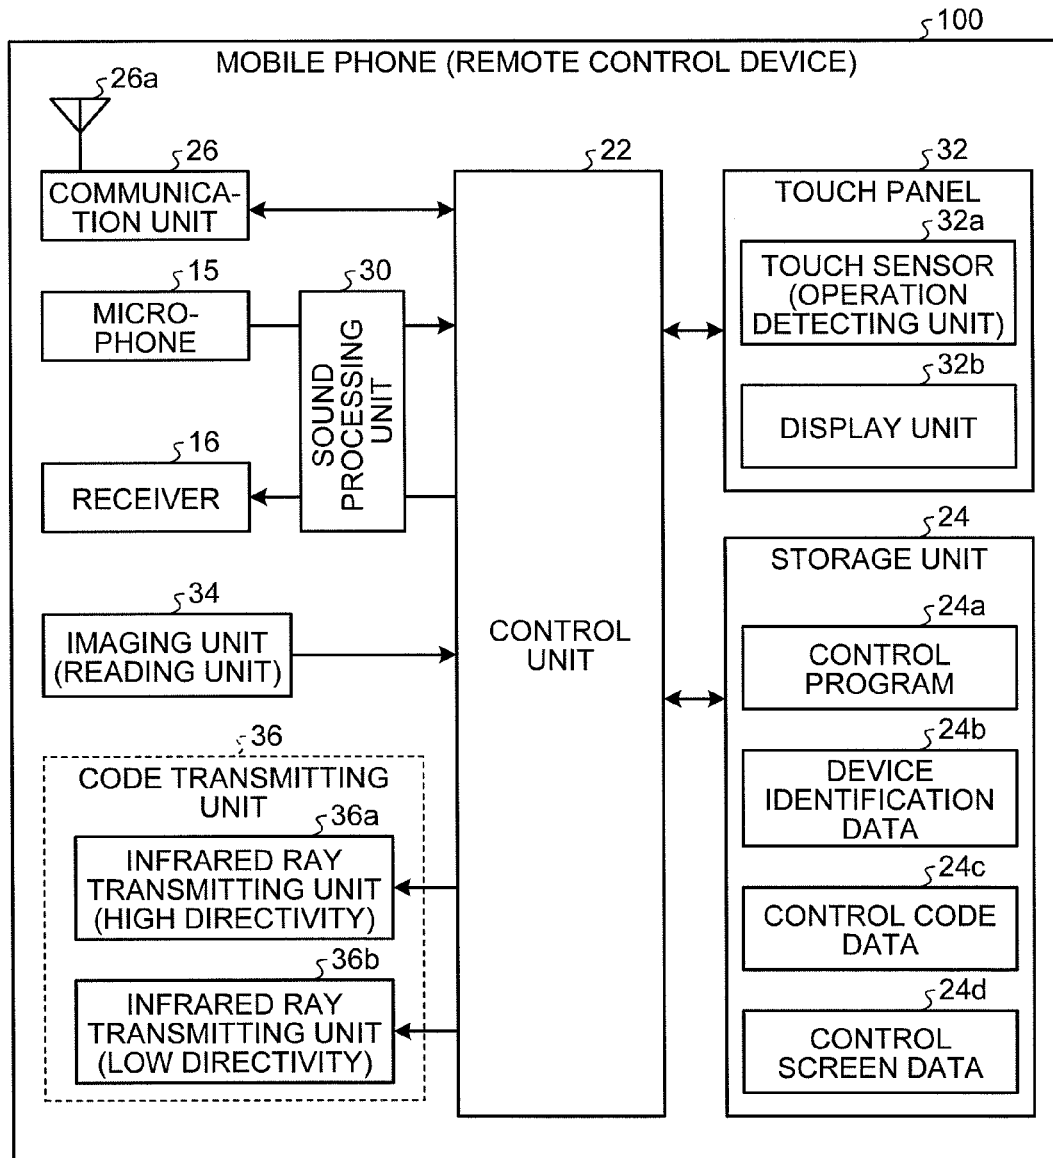 100
MOBILE PHONE (REMOTE CONTROL DEVICE)
26a
26
COMMUNICA-
TION UNIT
15
MICRO-
PHONE
30
SOUND
PROCESSING
UNIT
16
RECEIVER
34
IMAGING UNIT
(READING UNIT)
36
CODE TRANSMITTING
UNIT
36a
INFRARED RAY
TRANSMITTING UNIT
(HIGH DIRECTIVITY)
36b
INFRARED RAY
TRANSMITTING UNIT
(LOW DIRECTIVITY)
22
CONTROL
UNIT
32
TOUCH PANEL
32a
TOUCH SENSOR
(OPERATION
DETECTING UNIT)
32b
DISPLAY UNIT
24
STORAGE UNIT
24a
CONTROL
PROGRAM
24b
DEVICE
IDENTIFICATION
DATA
24c
CONTROL CODE
DATA
24d
CONTROL
SCREEN DATA